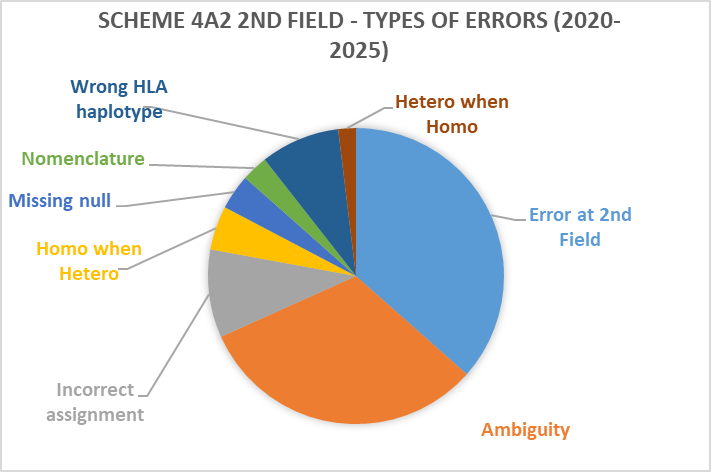 SCHEME 4A2 2ND FIELD - TYPES OF ERRORS (2020-
2025)
Wrong HLA
haplotype
Hetero when
Homo
Nomenclature
Missing null
Error at 2nd
Field
Homo when
Hetero
Incorrect
assignment
Ambiguity